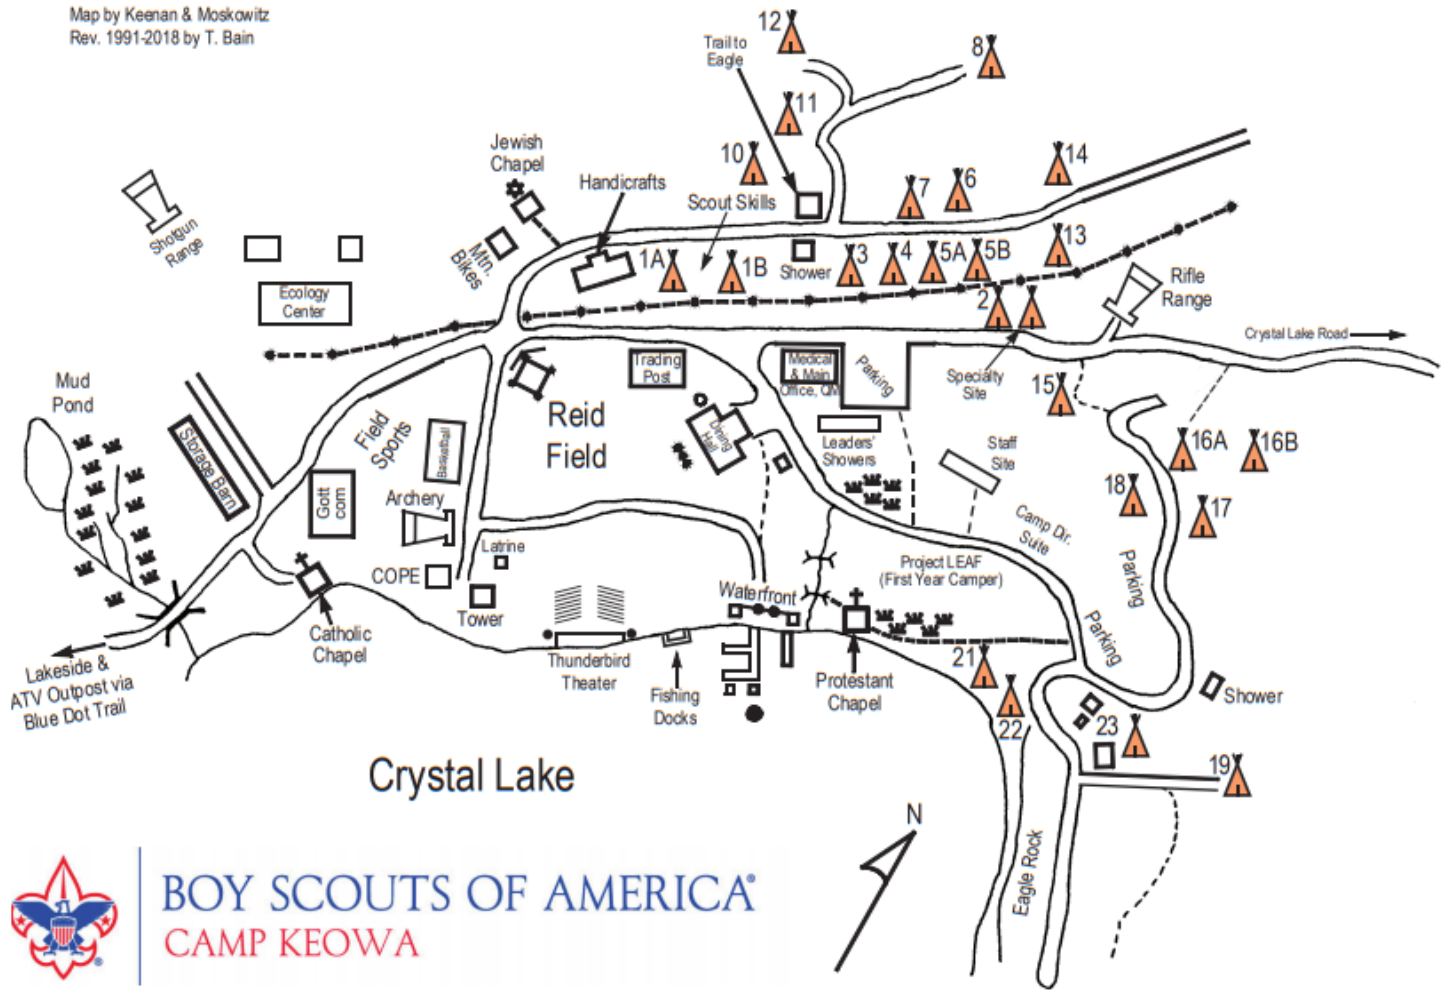 Map by Keenan & Moskowitz
Rev. 1991-2018 by T. Bain
12
Trail to
Eagle
8
11
Jewish
Chapel
10
14
Handicrafts
7
6
Scout Skills
Shotgun
Range
Mtn.
Bikes
1A
1B
Shower
3
4
5A
5B
13
Ecology
Center
2
Rifle
Range
Crystal Lake Road
Mud
Pond
Trading
Post
Medical
& Main
Office, QM
Parking
Specialty
Site
15
Field
Sports
Reid
Field
Basketball
Dining
Hall
Leaders'
Showers
Staff
Site
16A
16B
Storage Barn
Gott
com
Archery
18
17
Camp Dir.
Suite
Latrine
COPE
Tower
Project LEAF
(First Year Camper)
Parking
Waterfront
Parking
Catholic
Chapel
Thunderbird
Theater
Fishing
Docks
Protestant
Chapel
21
22
Shower
23
19
Lakeside &
ATV Outpost via
Blue Dot Trail
Crystal Lake
N
Eagle Rock
BOY SCOUTS OF AMERICA®
CAMP KEOWA